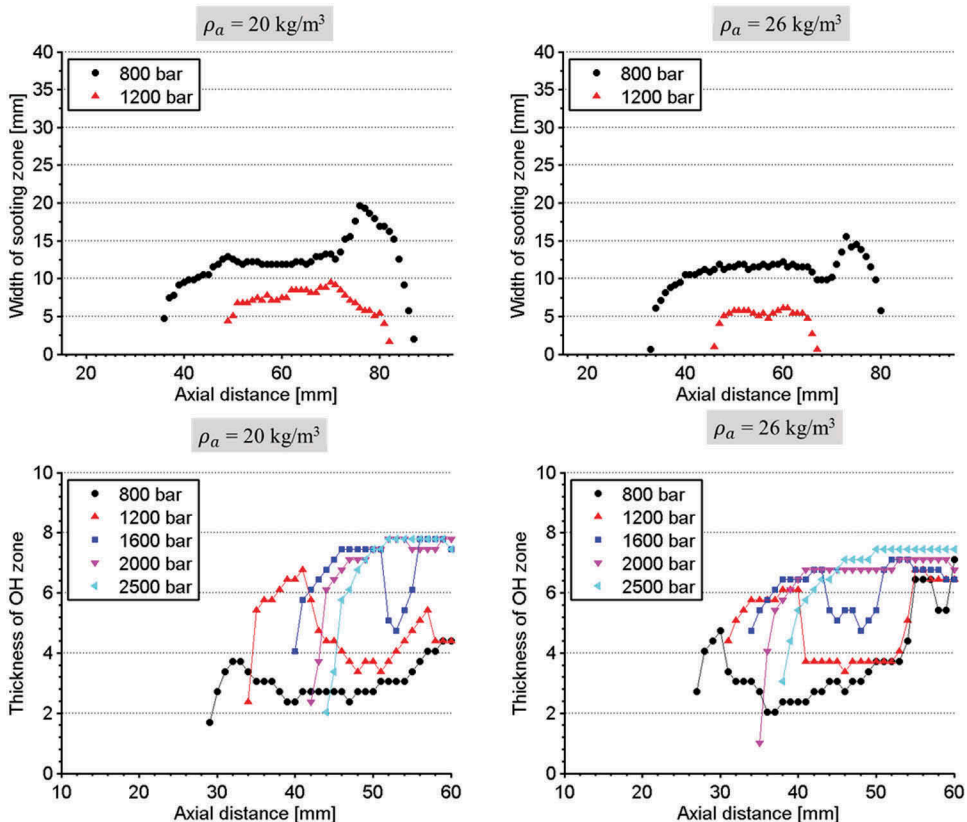 ρₐ = 20 kg/m³
Width of sooting zone [mm]
40
35
30
25
20
15
10
5
0
800 bar
1200 bar
20
40
60
80
Axial distance [mm]
ρₐ = 26 kg/m³
Width of sooting zone [mm]
40
35
30
25
20
15
10
5
0
800 bar
1200 bar
20
40
60
80
Axial distance [mm]
ρₐ = 20 kg/m³
Thickness of OH zone
10
8
6
4
2
0
800 bar
1200 bar
1600 bar
2000 bar
2500 bar
10
20
30
40
50
60
Axial distance [mm]
ρₐ = 26 kg/m³
Thickness of OH zone
10
8
6
4
2
0
800 bar
1200 bar
1600 bar
2000 bar
2500 bar
10
20
30
40
50
60
Axial distance [mm]